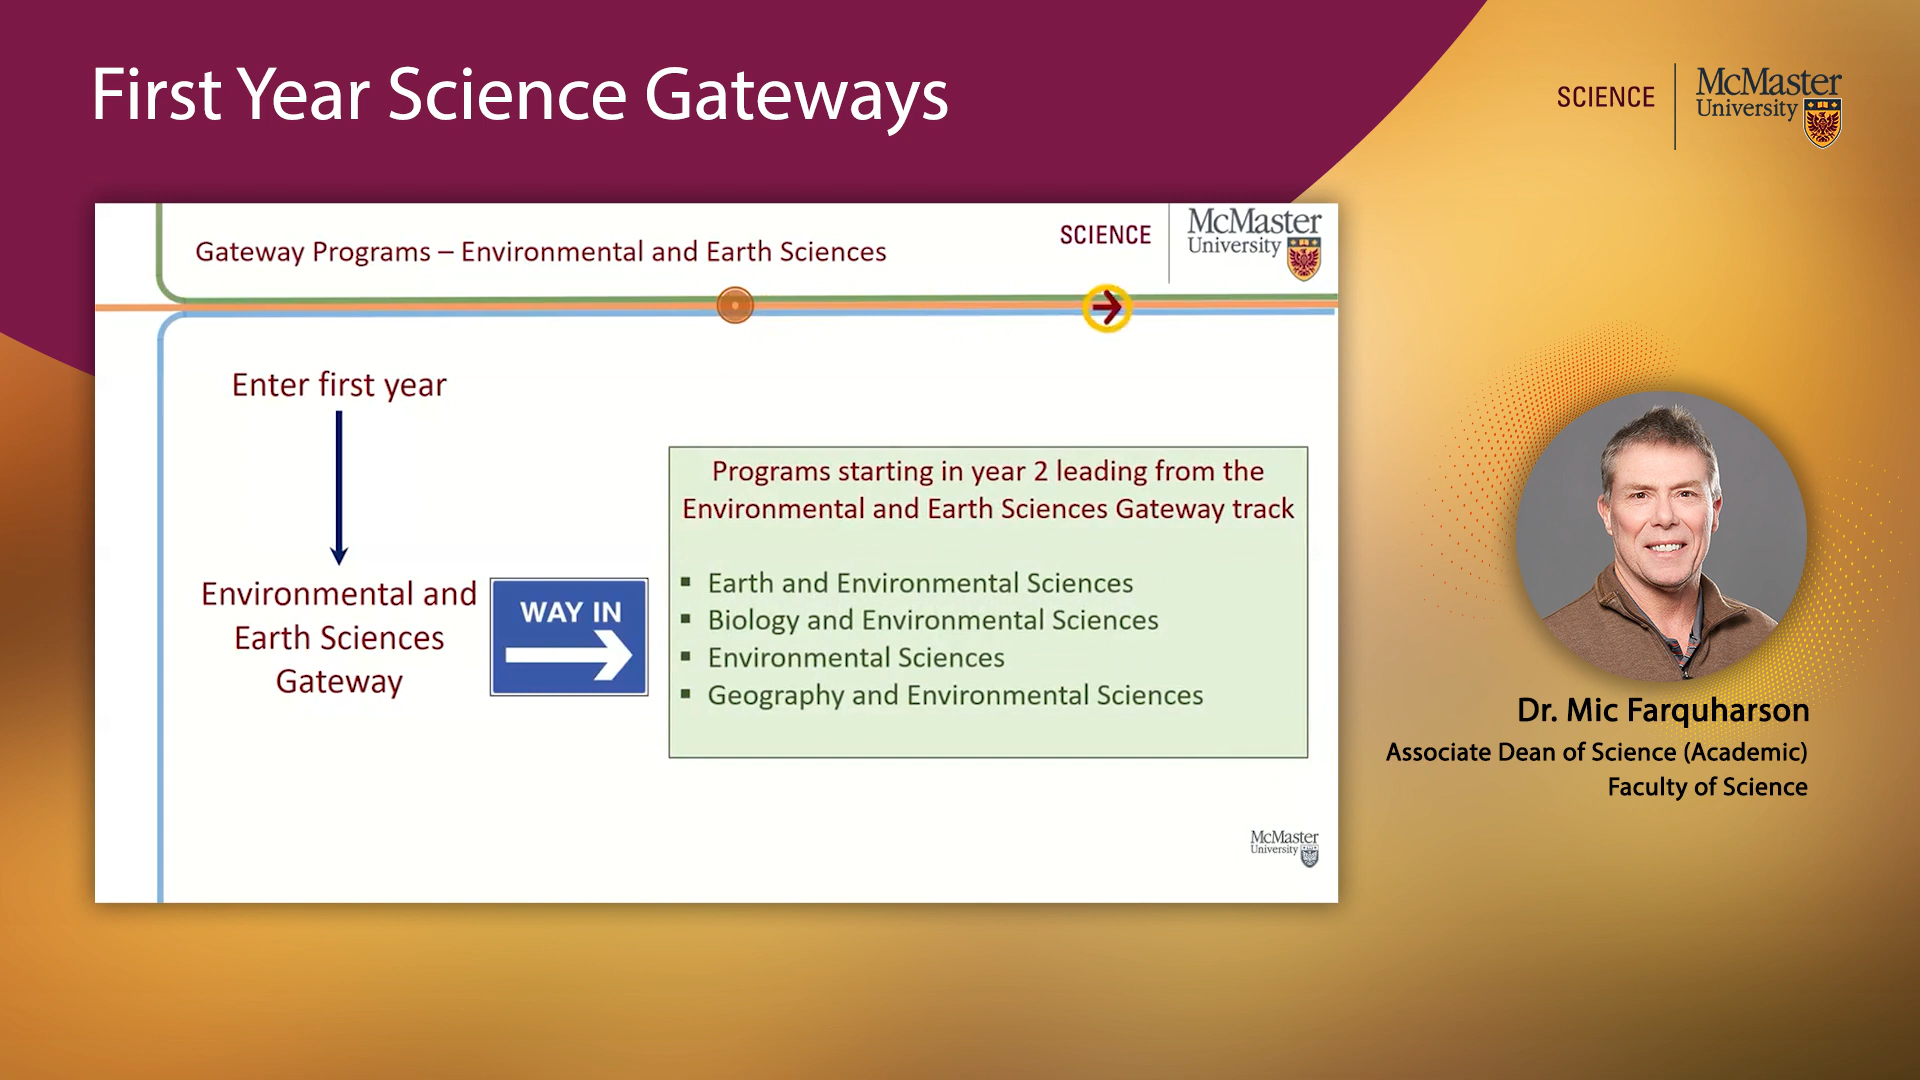 First Year Science Gateways
SCIENCE
McMaster
University
Gateway Programs – Environmental and Earth Sciences
SCIENCE
McMaster
University
Enter first year
Environmental and
Earth Sciences
Gateway
WAY IN
Programs starting in year 2 leading from the
Environmental and Earth Sciences Gateway track
▪ Earth and Environmental Sciences
▪ Biology and Environmental Sciences
▪ Environmental Sciences
▪ Geography and Environmental Sciences
McMaster
University
Dr. Mic Farquharson
Associate Dean of Science (Academic)
Faculty of Science